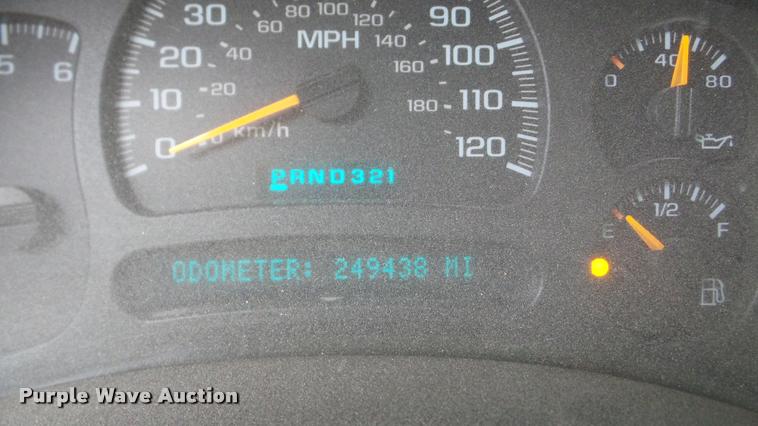 30 60 80 100 120 90
MPH 140
20 40 160 100
10 20 180 110
0 0 km/h 120
PRND321
ODOMETER: 249438 MI
5 6
0 40 80
E 1/2 F
Purple Wave Auction